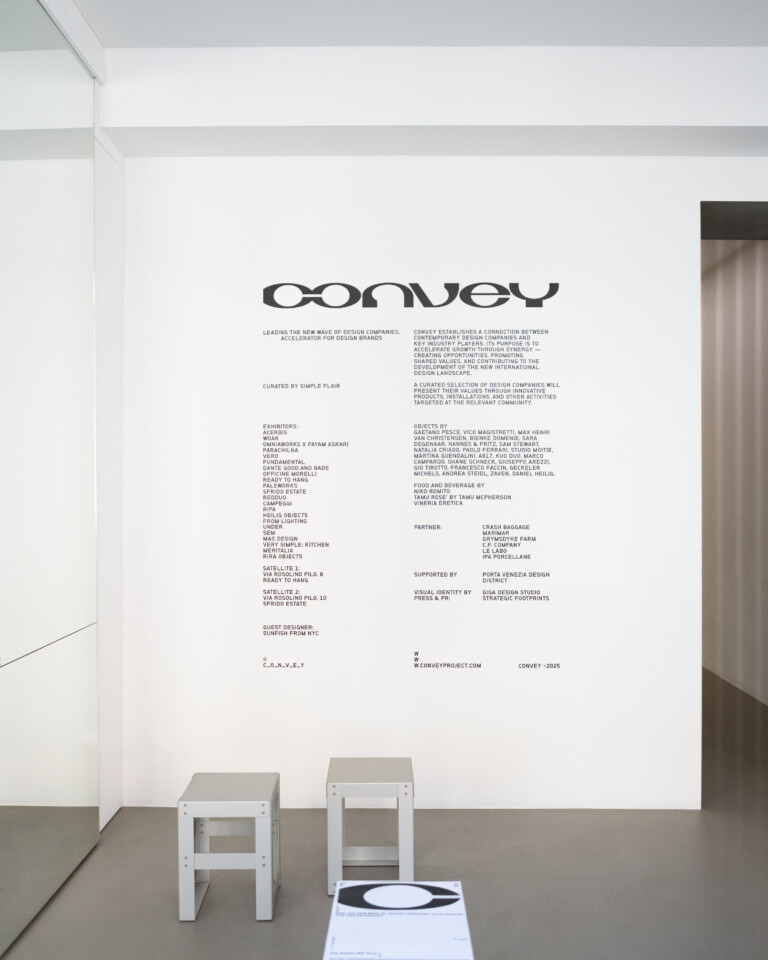 CONVEY
LEADING THE NEW WAVE OF DESIGN COMPANIES,
ACCELERATOR FOR DESIGN BRANDS
CURATED BY SIMPLE FLAIR
EXHIBITORS:
ACERBIS
WOAK
OMNIAWORKS X PAYAM ASKARI
PARACHILNA
VERO
FUNDAMENTAL
DANTE GOOD AND BADS
OFFICINE MORELLI
READY TO HANG
PALEWORKS
SFRIDO ESTATE
REDDUO
CAMPEGGI
RIPA
HEILIG OBJECTS
FROM LIGHTING
UNDER
SEM
MAS DESIGN
VERY SIMPLE: KITCHEN
MERITALIA
RIRA OBJECTS
SATELLITE 1:
VIA ROSOLINO PILO, 8
READY TO HANG
SATELLITE 2:
VIA ROSOLINO PILO, 10
SFRIDO ESTATE
GUEST DESIGNER:
SUNFISH FROM NYC
@
C_O_N_V_E_Y
CONVEY ESTABLISHES A CONNECTION BETWEEN
CONTEMPORARY DESIGN COMPANIES AND
KEY INDUSTRY PLAYERS. ITS PURPOSE IS TO
ACCELERATE GROWTH THROUGH SYNERGY —
CREATING OPPORTUNITIES, PROMOTING
SHARED VALUES, AND CONTRIBUTING TO THE
DEVELOPMENT OF THE NEW INTERNATIONAL
DESIGN LANDSCAPE.
A CURATED SELECTION OF DESIGN COMPANIES WILL
PRESENT THEIR VALUES THROUGH INNOVATIVE
PRODUCTS, INSTALLATIONS, AND OTHER ACTIVITIES
TARGETED AT THE RELEVANT COMMUNITY.
OBJECTS BY
GAETANO PESCE, VICO MAGISTRETTI, MAX HENRI
VAN CHRISTENSEN, BIENKE DOMENIE, SARA
DEGENAAR, HANNES & FRITZ, SAM STEWART,
NATALIA CRIADO, PAOLO FERRARI, STUDIO MOITIÉ,
MARTINA GUENDALINI, A617, KUO DUO, MARCO
CAMPARDO, SHANE SCHNECK, GIUSEPPE AREZZI,
GIO TIROTTO, FRANCESCO FACCIN, GECKELER
MICHELS, ANDREA STEIDL, ZAVEN, DANIEL HEILIG.
FOOD AND BEVERAGE BY
NIKO ROMITO
TAMU ROSE' BY TAMU MCPHERSON
VINERIA ERETICA
PARTNER: CRASH BAGGAGE
MARIMAR
GRYMSDYKE FARM
C.P. COMPANY
LE LABO
IPA PORCELLANE
SUPPORTED BY PORTA VENEZIA DESIGN
DISTRICT
VISUAL IDENTITY BY GIGA DESIGN STUDIO
PRESS & PR: STRATEGIC FOOTPRINTS
W
W
W.CONVEYPROJECT.COM CONVEY ©2025